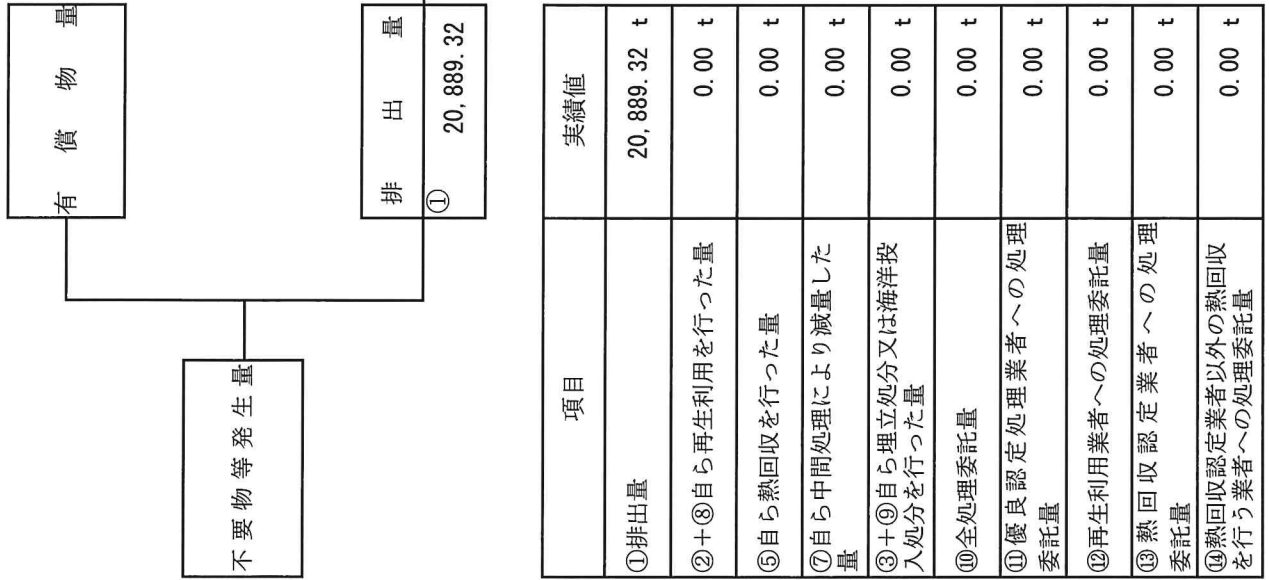 不要物等発生量
有償物量
排出量
① 20,889.32
項目 実績値
①排出量 20,889.32 t
②+⑧自ら再生利用を行った量 0.00 t
⑤自ら熱回収を行った量 0.00 t
⑦自ら中間処理により減量した
量 0.00 t
③+⑨自ら埋立処分又は海洋投
入処分を行った量 0.00 t
⑩全処理委託量 0.00 t
⑪優良認定処理業者への処理
委託量 0.00 t
⑫再生利用業者への処理委託量 0.00 t
⑬熱回収認定業者への処理
委託量 0.00 t
⑭熱回収認定業者以外の熱回収
を行う業者への処理委託量 0.00 t